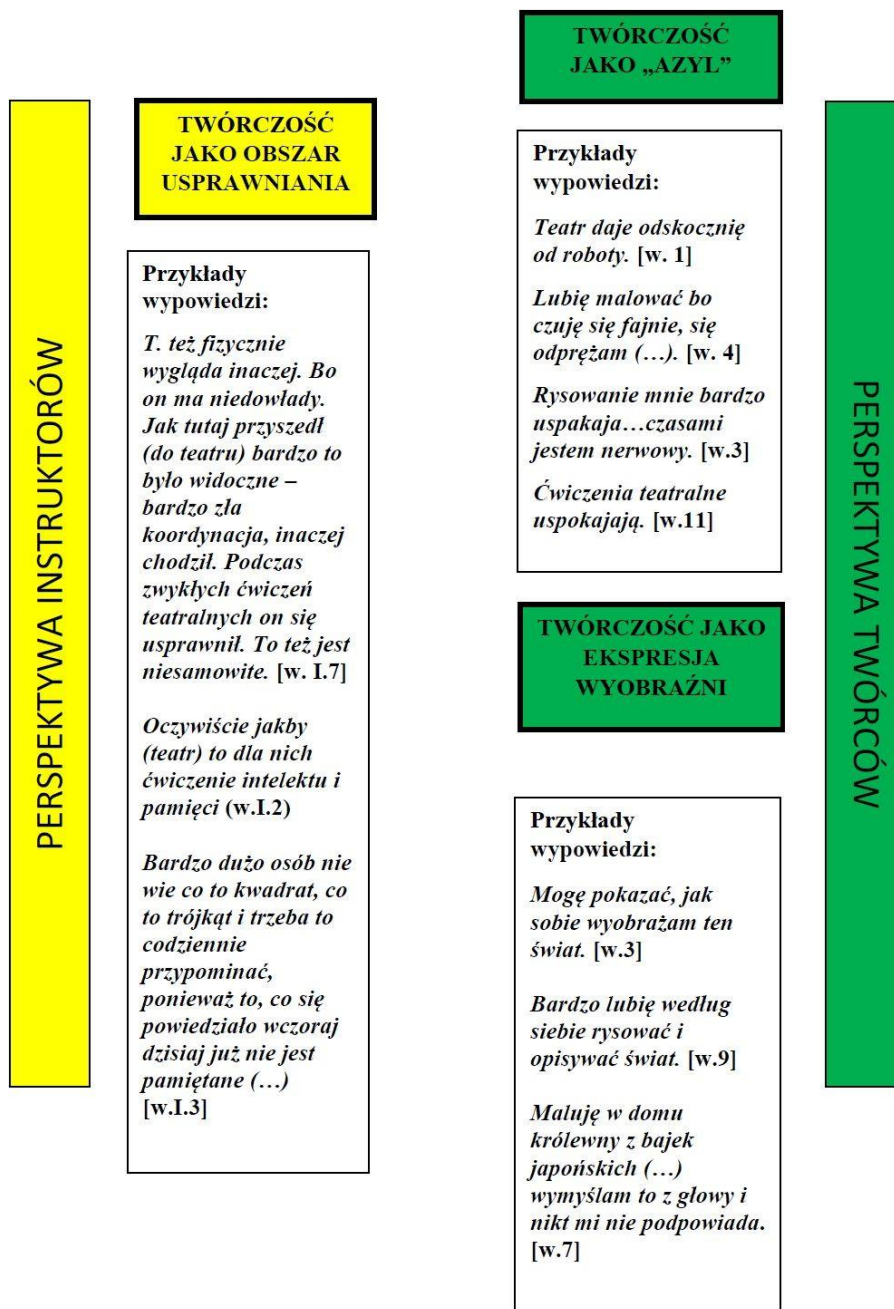 PERSPEKTYWA INSTRUKTORÓW
TWÓRCZOŚĆ
JAKO OBSZAR
USPRAWNIANIA
Przykłady
wypowiedzi:
T. też fizycznie
wygląda inaczej. Bo
on ma niedowłady.
Jak tutaj przyszedł
(do teatru) bardzo to
było widoczne –
bardzo zła
koordynacja, inaczej
chodził. Podczas
zwykłych ćwiczeń
teatralnych on się
usprawnił. To też jest
niesamowite. [w. I.7]
Oczywiście jakby
(teatr) to dla nich
ćwiczenie intelektu i
pamięci (w.I.2)
Bardzo dużo osób nie
wie co to kwadrat, co
to trójkąt i trzeba to
codziennie
przypominać,
ponieważ to, co się
powiedziało wczoraj
dzisiaj już nie jest
pamiętane (…)
[w.I.3]
TWÓRCZOŚĆ
JAKO „AZYL”
Przykłady
wypowiedzi:
Teatr daje odskocznię
od roboty. [w. 1]
Lubię malować bo
czuję się fajnie, się
odprężam (…). [w. 4]
Rysowanie mnie bardzo
uspakaja…czasami
jestem nerwowy. [w.3]
Ćwiczenia teatralne
uspokajają. [w.11]
TWÓRCZOŚĆ JAKO
EKSPRESJA
WYOBRAŹNI
Przykłady
wypowiedzi:
Mogę pokazać, jak
sobie wyobrażam ten
świat. [w.3]
Bardzo lubię według
siebie rysować i
opisywać świat. [w.9]
Maluję w domu
królewny z bajek
japońskich (…)
wymyślam to z głowy i
nikt mi nie podpowiada.
[w.7]
PERSPEKTYWA TWÓRCÓW